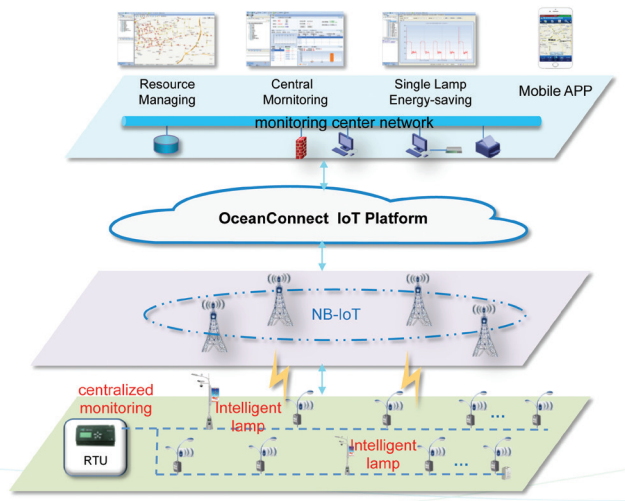 Resource
Managing
Central
Mornitoring
Single Lamp
Energy-saving
Mobile APP
monitoring center network
OceanConnect IoT Platform
NB-IoT
centralized
monitoring
Intelligent
lamp
RTU
Intelligent
lamp